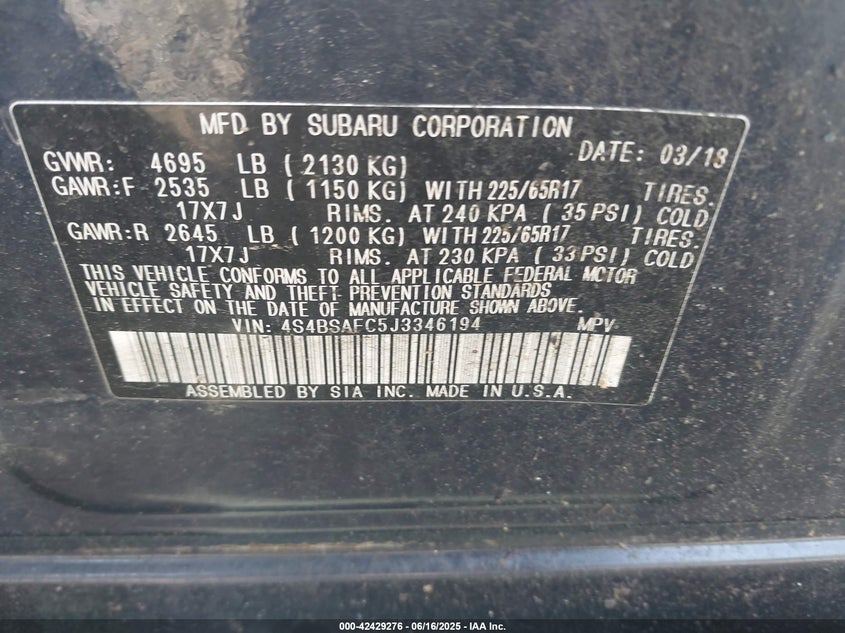 MFD BY SUBARU CORPORATION
GVWR: 4695 LB ( 2130 KG) DATE: 03/18
GAWR:F 2535 LB ( 1150 KG) WITH 225/65R17 TIRES.
17X7J RIMS. AT 240 KPA ( 35 PSI) COLD
GAWR:R 2645 LB ( 1200 KG) WITH 225/65R17 TIRES.
17X7J RIMS. AT 230 KPA ( 33 PSI) COLD
THIS VEHICLE CONFORMS TO ALL APPLICABLE FEDERAL MOTOR
VEHICLE SAFETY AND THEFT PREVENTION STANDARDS
IN EFFECT ON THE DATE OF MANUFACTURE SHOWN ABOVE.
VIN: 4S4BSAFC5J3346194 MPV
ASSEMBLED BY SIA INC. MADE IN U.S.A.
000-42429276 - 06/16/2025 - IAA Inc.